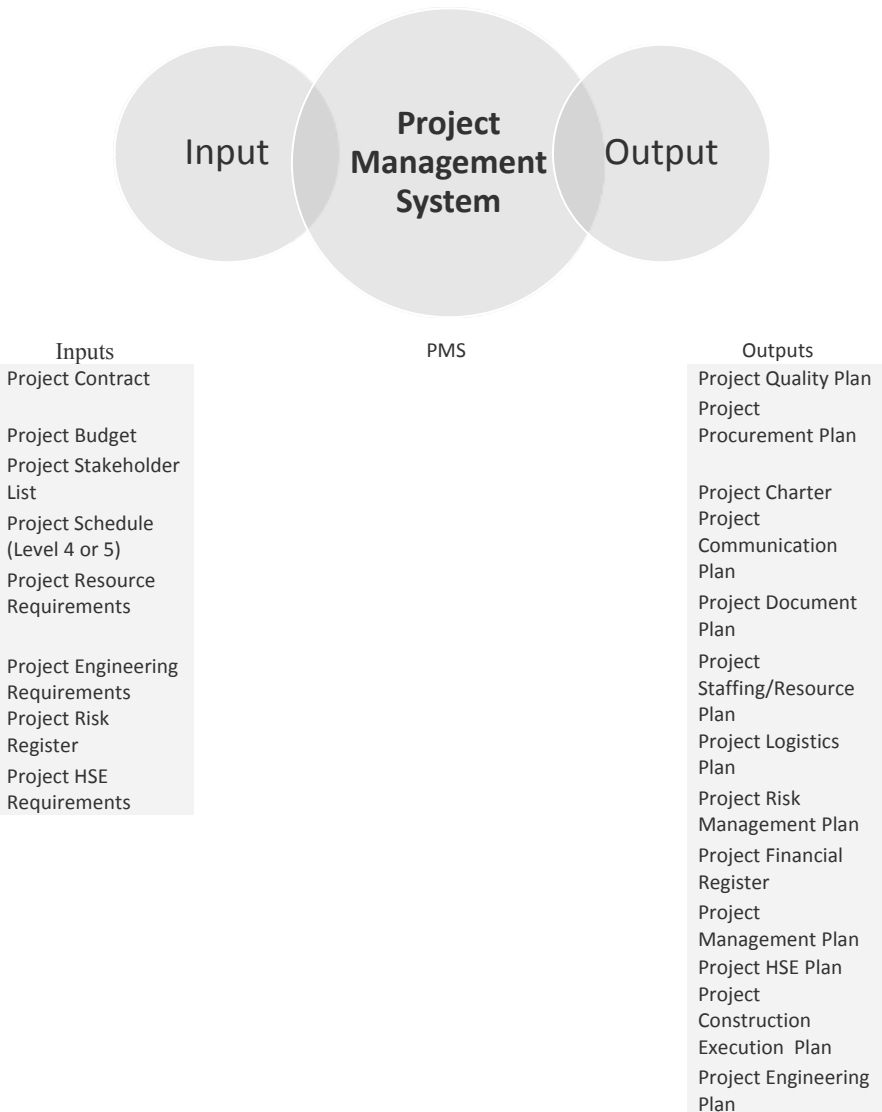 Input
Project
Management
System
Output
Inputs
Project Contract
Project Budget
Project Stakeholder
List
Project Schedule
(Level 4 or 5)
Project Resource
Requirements
Project Engineering
Requirements
Project Risk
Register
Project HSE
Requirements
PMS
Outputs
Project Quality Plan
Project
Procurement Plan
Project Charter
Project
Communication
Plan
Project Document
Plan
Project
Staffing/Resource
Plan
Project Logistics
Plan
Project Risk
Management Plan
Project Financial
Register
Project
Management Plan
Project HSE Plan
Project
Construction
Execution Plan
Project Engineering
Plan